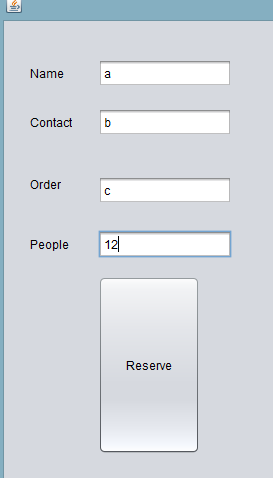 Name a
Contact b
Order c
People 12
Reserve